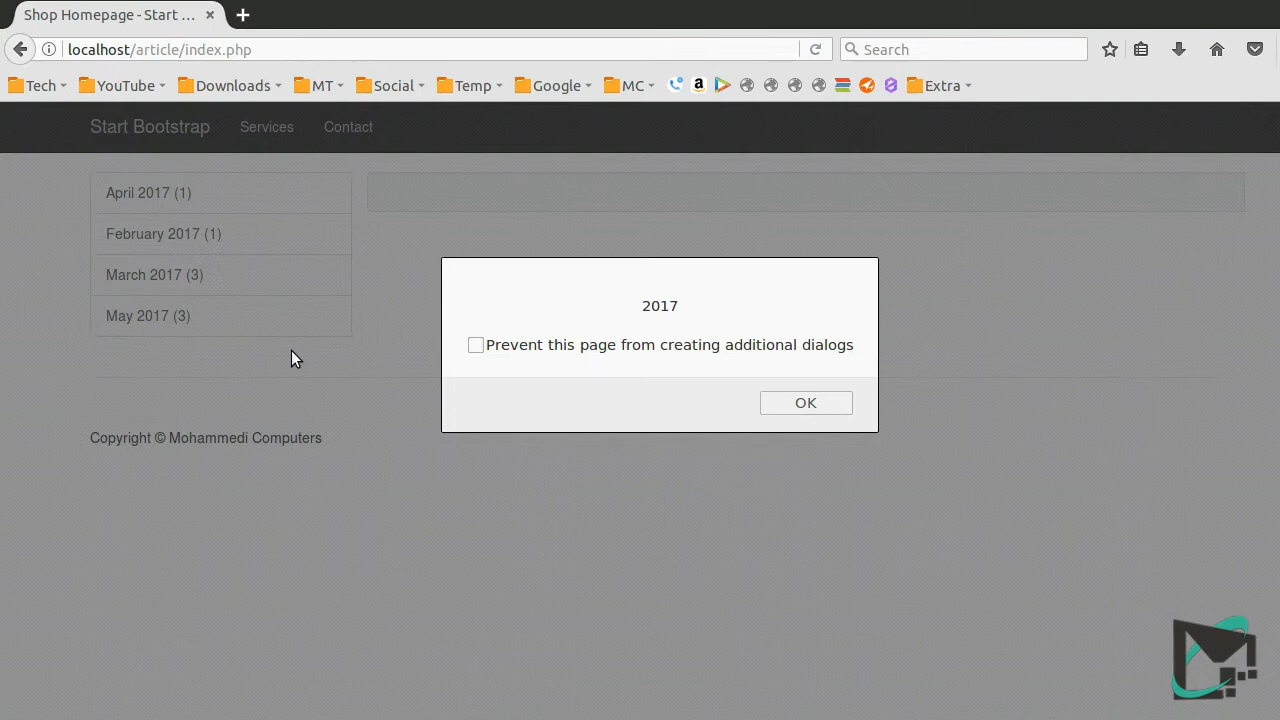 Shop Homepage - Start ...
localhost/article/index.php
Search
Tech
YouTube
Downloads
MT
Social
Temp
Google
MC
Extra
Start Bootstrap
Services
Contact
April 2017 (1)
February 2017 (1)
March 2017 (3)
May 2017 (3)
2017
Prevent this page from creating additional dialogs
OK
Copyright © Mohammedi Computers